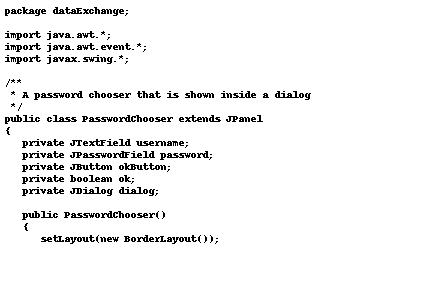 package dataExchange;

import java.awt.*;
import java.awt.event.*;
import javax.swing.*;

/**
 * A password chooser that is shown inside a dialog
 */
public class PasswordChooser extends JPanel
{
   private JTextField username;
   private JPasswordField password;
   private JButton okButton;
   private boolean ok;
   private JDialog dialog;

   public PasswordChooser()
   {
      setLayout(new BorderLayout());